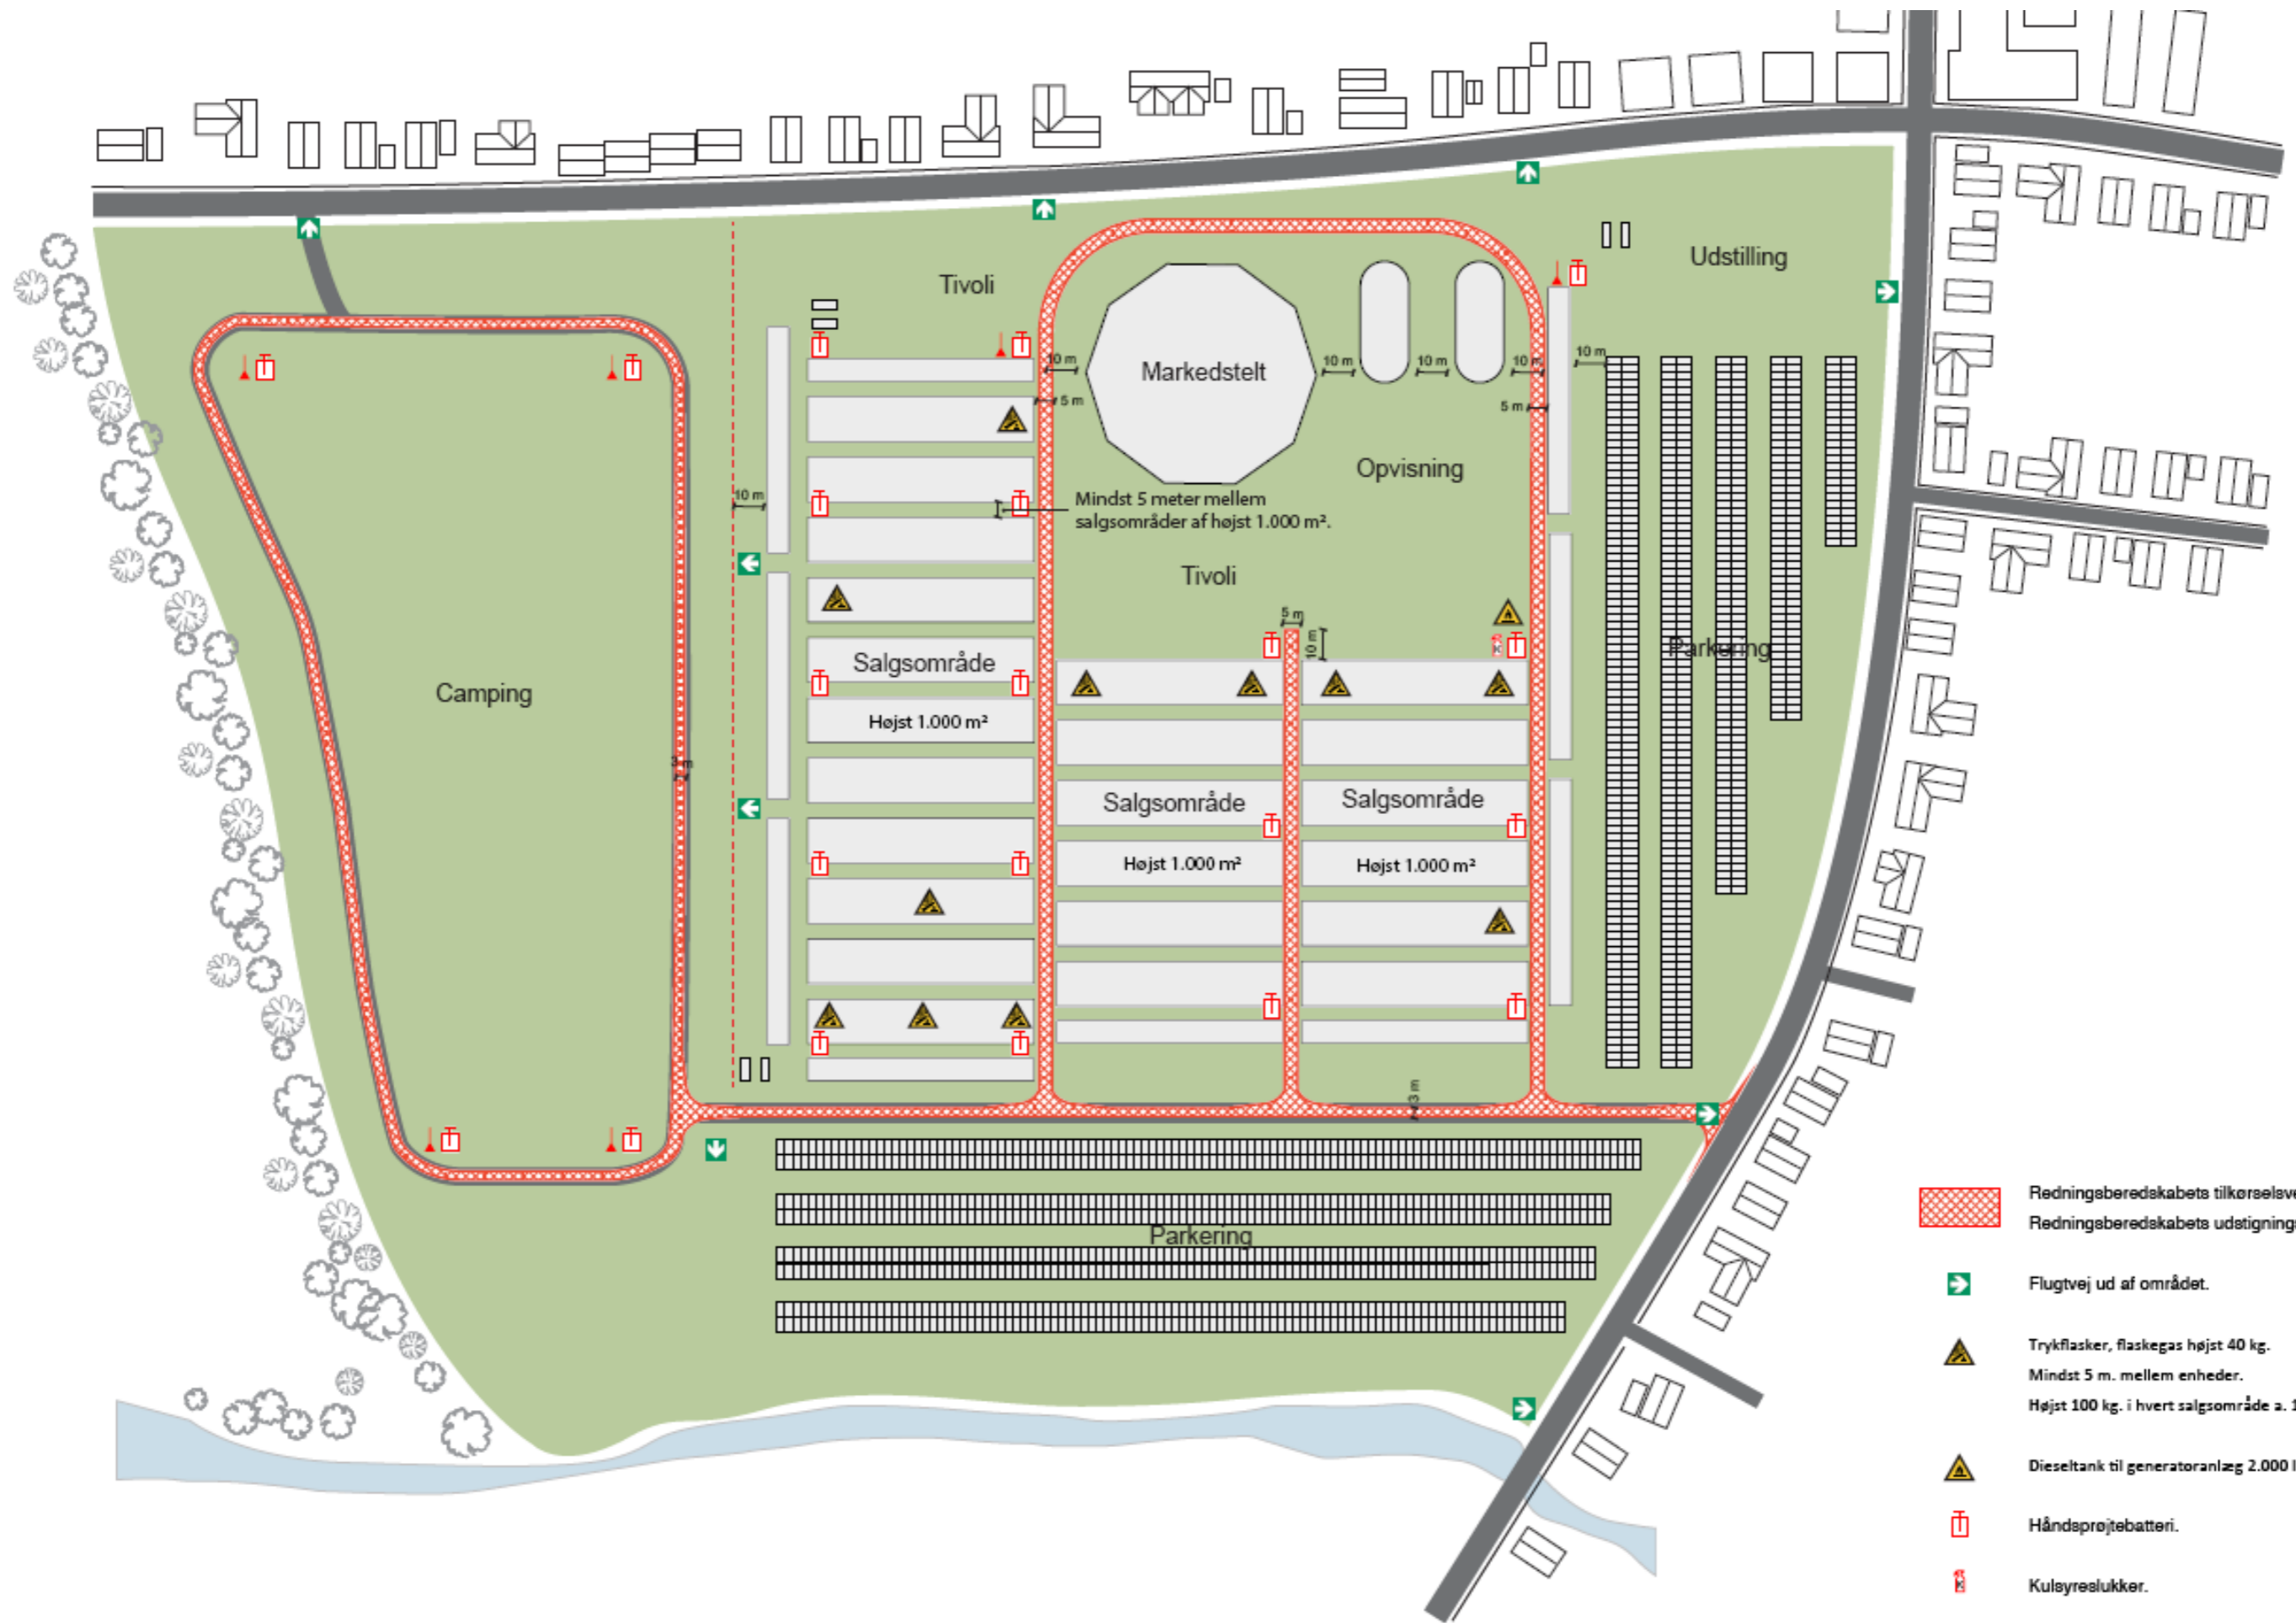 Udstilling
Tivoli
10 m
Markedstelt
10 m
10 m
10 m
10 m
5 m
5 m
Opvisning
10 m
Mindst 5 meter mellem
salgsområder af højst 1.000 m².
Tivoli
5 m
10 m
Parkering
Salgsområde
Camping
Højst 1.000 m²
3 m
Salgsområde
Salgsområde
Højst 1.000 m²
Højst 1.000 m²
3 m
Parkering
Redningsberedskabets tilkørselsve
Redningsberedskabets udstignings
Flugtvej ud af området.
Trykflasker, flaskegas højst 40 kg.
Mindst 5 m. mellem enheder.
Højst 100 kg. i hvert salgsområde a. 1
Dieseltank til generatoranlæg 2.000 l
Håndsprøjtebatteri.
K
Kulsyreslukker.